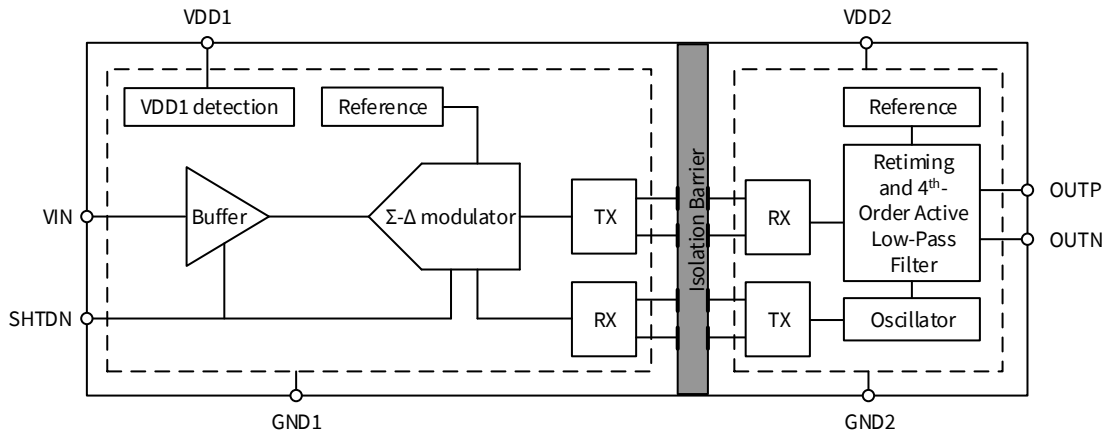 VDD1
VDD2
VDD1 detection
Reference
Reference
VIN
Buffer
Σ-Δ modulator
TX
Isolation Barrier
RX
Retiming
and 4th-
Order Active
Low-Pass
Filter
OUTP
OUTN
SHTDN
RX
TX
Oscillator
GND1
GND2